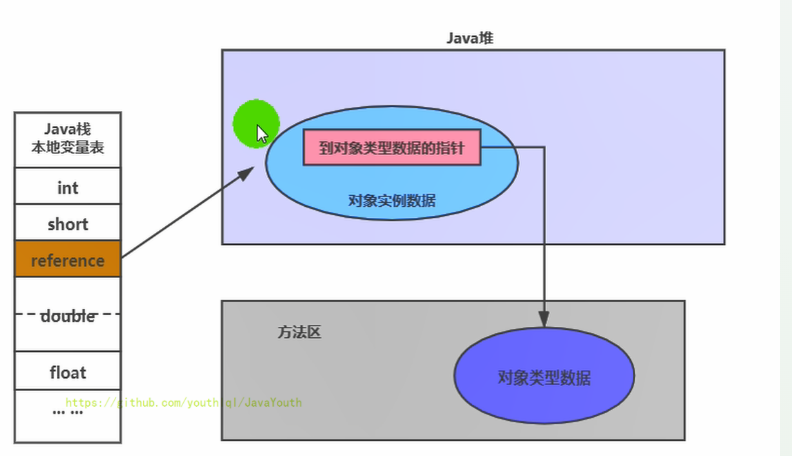 Java堆
Java栈
本地变量表
int
short
reference
double
float
... ...
到对象类型数据的指针
对象实例数据
方法区
对象类型数据
https://github.com/youthlql/JavaYouth